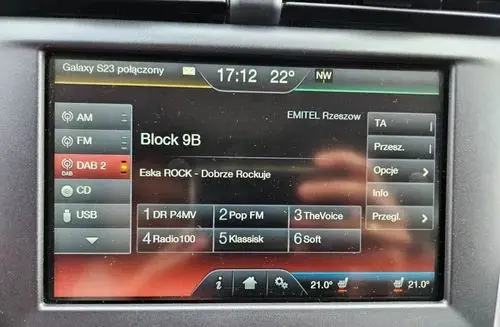 Galaxy S23 połączony
17:12 22° NW
EMITEL Rzeszow
AM
FM
DAB
DAB 2
CD
USB
Block 9B
Eska ROCK - Dobrze Rockuje
1 DR P4MV 2 Pop FM 3 TheVoice
4 Radio100 5 Klassisk 6 Soft
TA
Przesz.
Opcje
Info
Przegl.
i
21.0° 21.0°